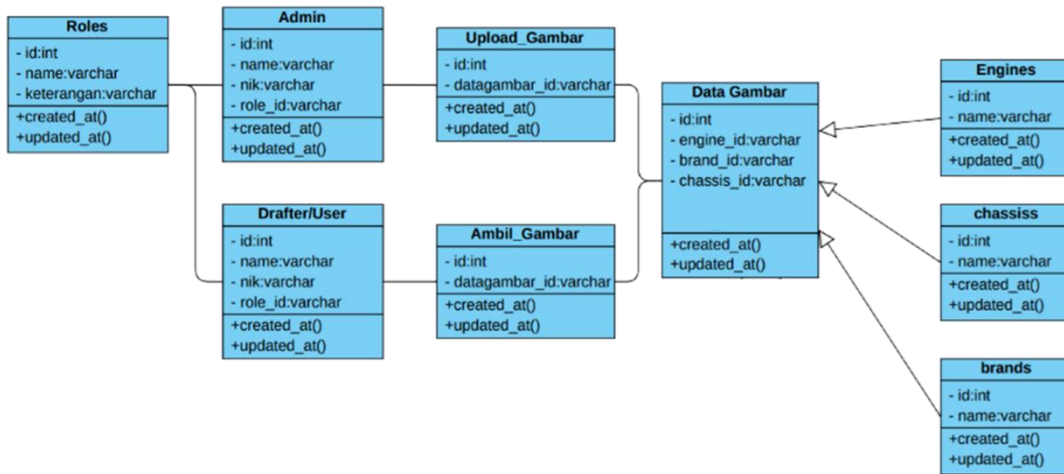 Roles
- id:int
- name:varchar
- keterangan:varchar
+created_at()
+updated_at()
Admin
- id:int
- name:varchar
- nik:varchar
- role_id:varchar
+created_at()
+updated_at()
Drafter/User
- id:int
- name:varchar
- nik:varchar
- role_id:varchar
+created_at()
+updated_at()
Upload_Gambar
- id:int
- datagambar_id:varchar
+created_at()
+updated_at()
Ambil_Gambar
- id:int
- datagambar_id:varchar
+created_at()
+updated_at()
Data Gambar
- id:int
- engine_id:varchar
- brand_id:varchar
- chassis_id:varchar
+created_at()
+updated_at()
Engines
- id:int
- name:varchar
+created_at()
+updated_at()
chassiss
- id:int
- name:varchar
+created_at()
+updated_at()
brands
- id:int
- name:varchar
+created_at()
+updated_at()